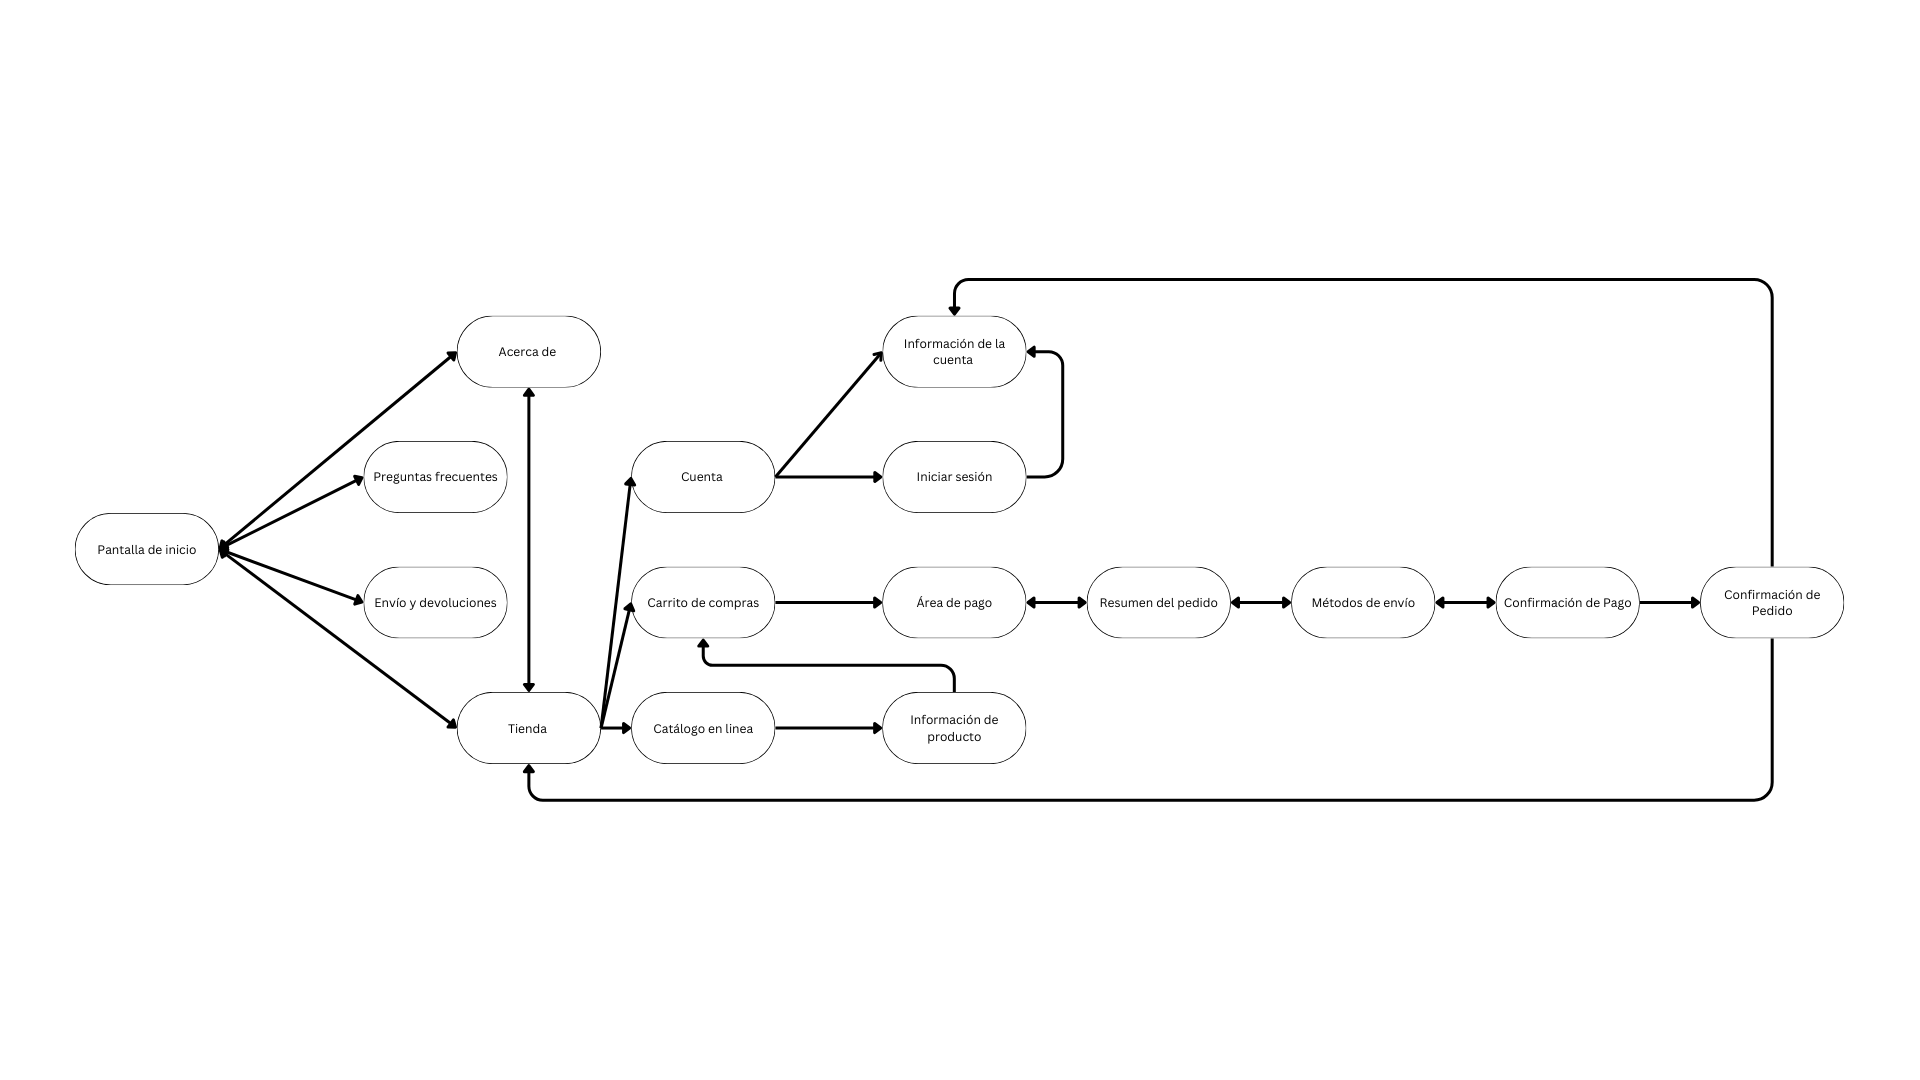 Información de la
cuenta
Acerca de
Preguntas frecuentes
Cuenta
Iniciar sesión
Pantalla de inicio
Envío y devoluciones
Carrito de compras
Área de pago
Resumen del pedido
Métodos de envío
Confirmación de Pago
Confirmación de
Pedido
Tienda
Catálogo en linea
Información de
producto